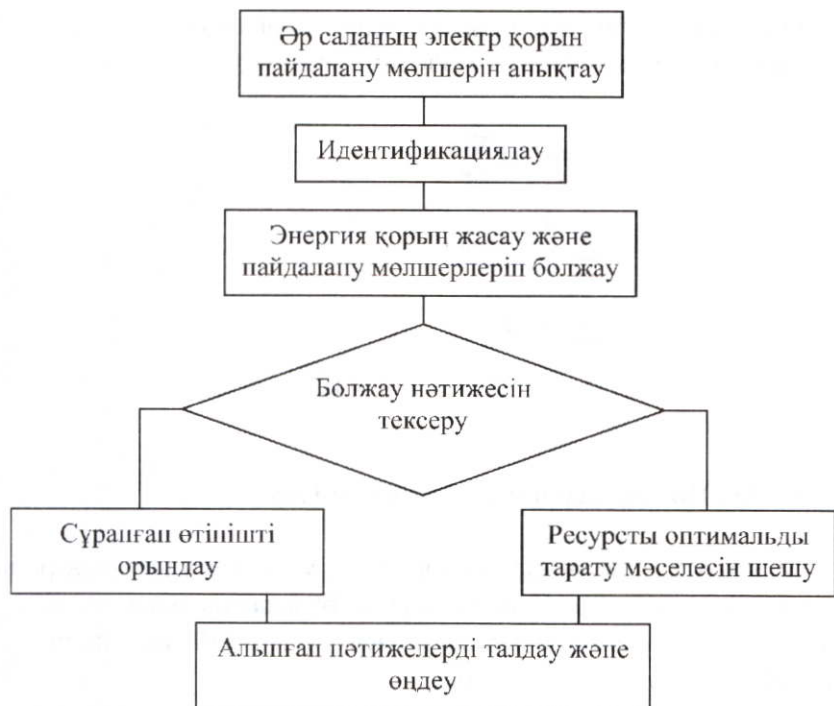 Әр саланың электр қорын
пайдалану мөлшерін анықтау
Идентификациялау
Энергия қорын жасау және
пайдалану мөлшерлерін болжау
Болжау нәтижесін
тексеру
Сұранған өтінішті
орындау
Ресурсты оптимальды
тарату мәселесін шешу
Алынған нәтижелерді талдау және
өңдеу